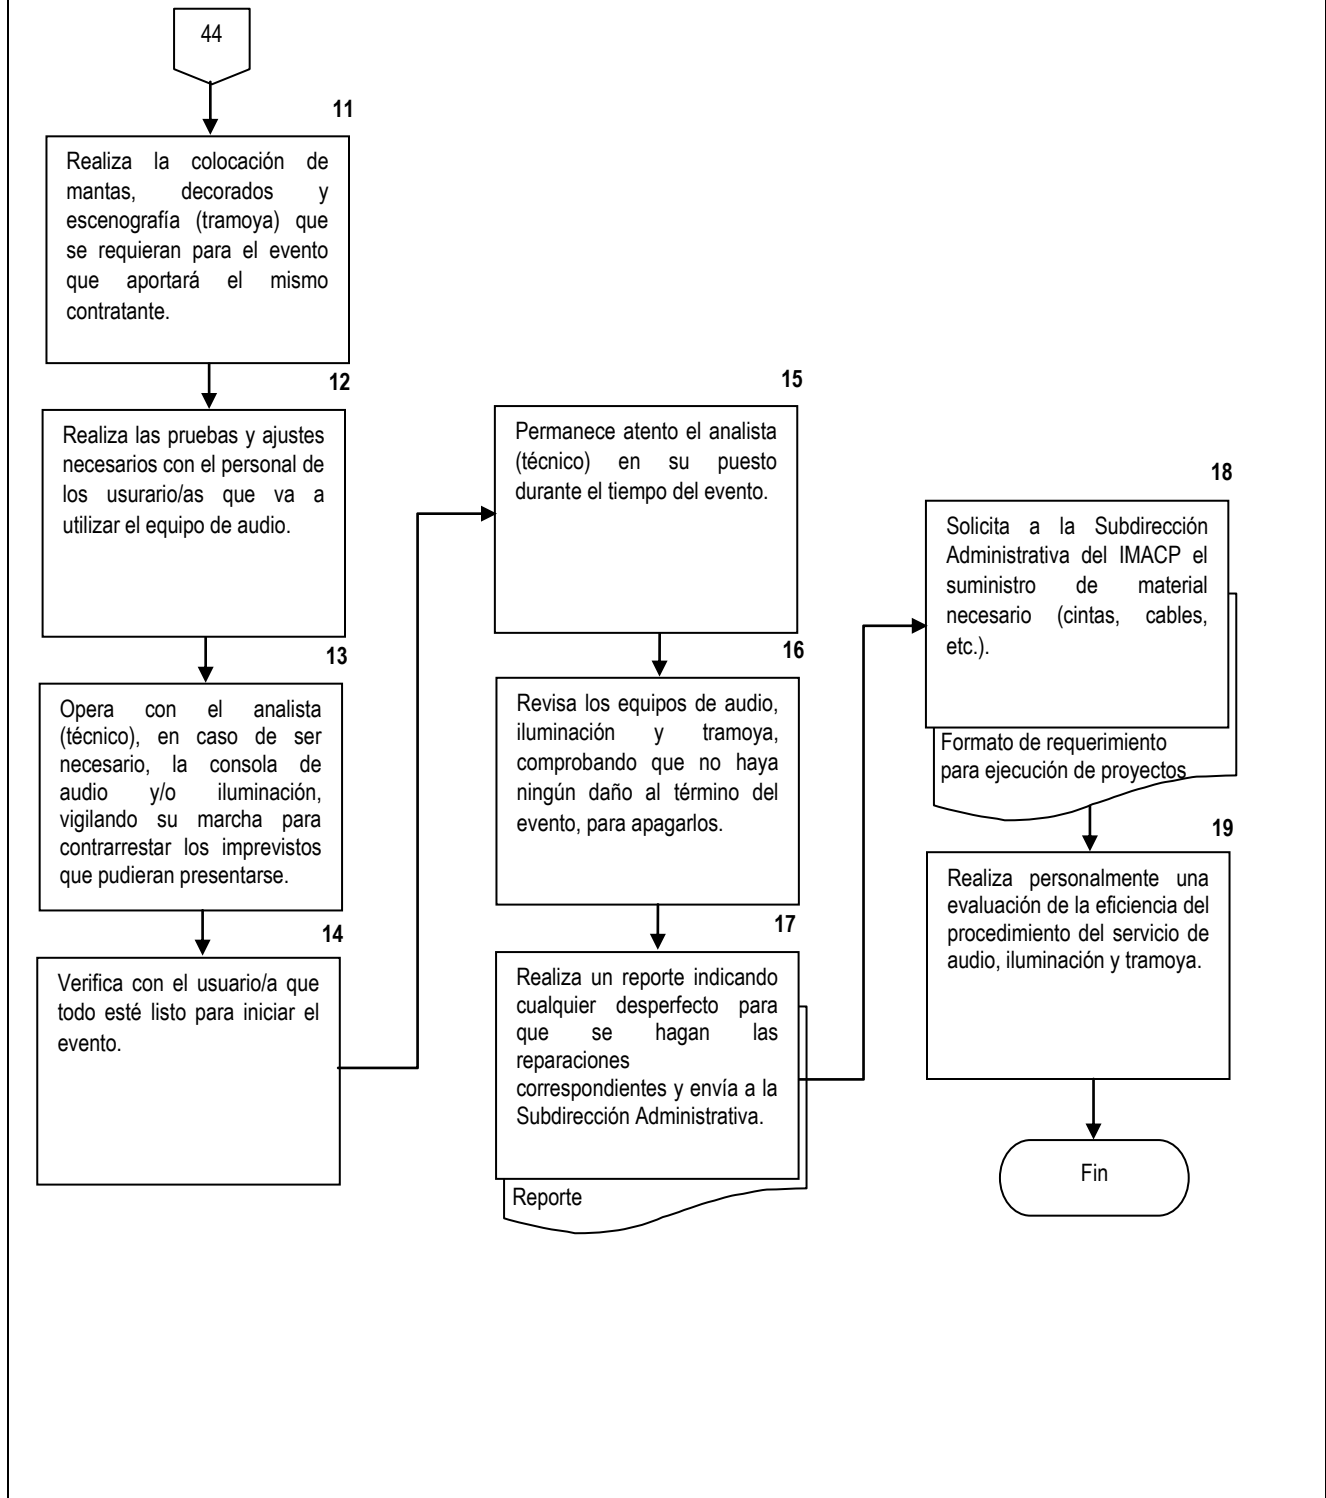 44
11
Realiza la colocación de
mantas, decorados y
escenografía (tramoya) que
se requieran para el evento
que aportará el mismo
contratante.
12
Realiza las pruebas y ajustes
necesarios con el personal de
los usurario/as que va a
utilizar el equipo de audio.
13
Opera con el analista
(técnico), en caso de ser
necesario, la consola de
audio y/o iluminación,
vigilando su marcha para
contrarrestar los imprevistos
que pudieran presentarse.
14
Verifica con el usuario/a que
todo esté listo para iniciar el
evento.
15
Permanece atento el analista
(técnico) en su puesto
durante el tiempo del evento.
16
Revisa los equipos de audio,
iluminación y tramoya,
comprobando que no haya
ningún daño al término del
evento, para apagarlos.
17
Realiza un reporte indicando
cualquier desperfecto para
que se hagan las
reparaciones
correspondientes y envía a la
Subdirección Administrativa.
Reporte
18
Solicita a la Subdirección
Administrativa del IMACP el
suministro de material
necesario (cintas, cables,
etc.).
Formato de requerimiento
para ejecución de proyectos
19
Realiza personalmente una
evaluación de la eficiencia del
procedimiento del servicio de
audio, iluminación y tramoya.
Fin